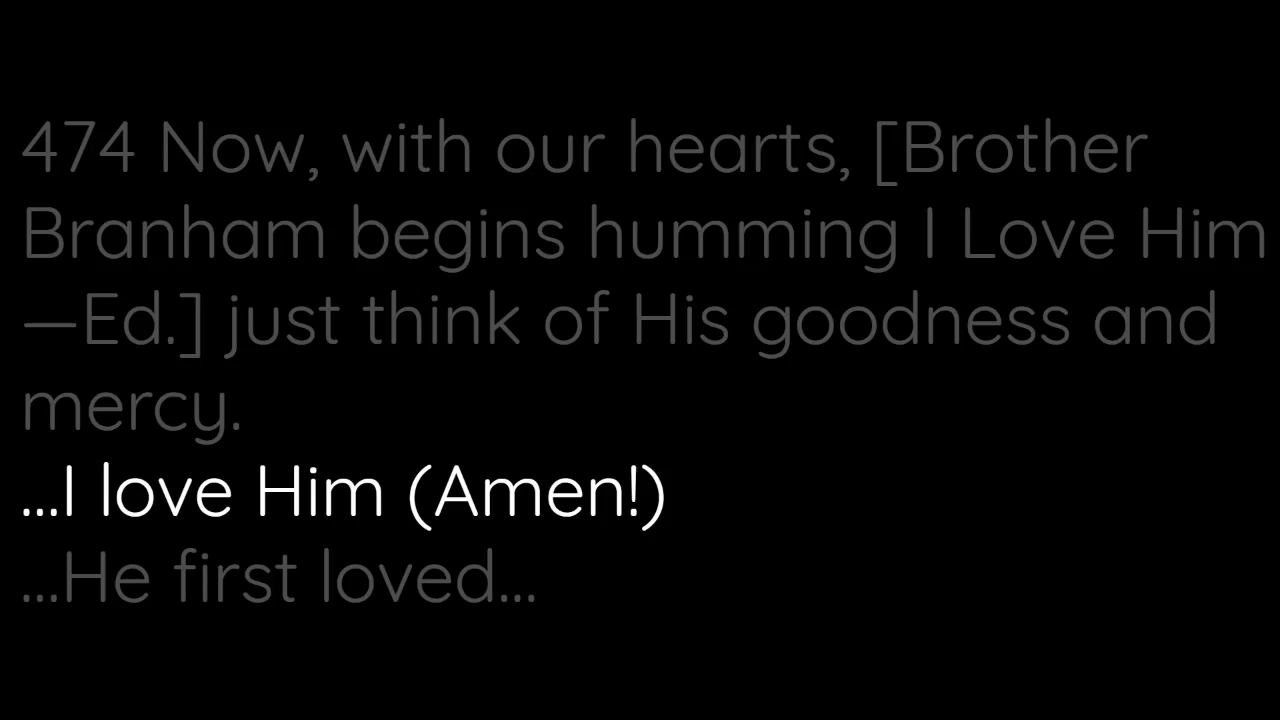 474 Now, with our hearts, [Brother
Branham begins humming I Love Him
—Ed.] just think of His goodness and
mercy.
...I love Him (Amen!)
...He first loved...